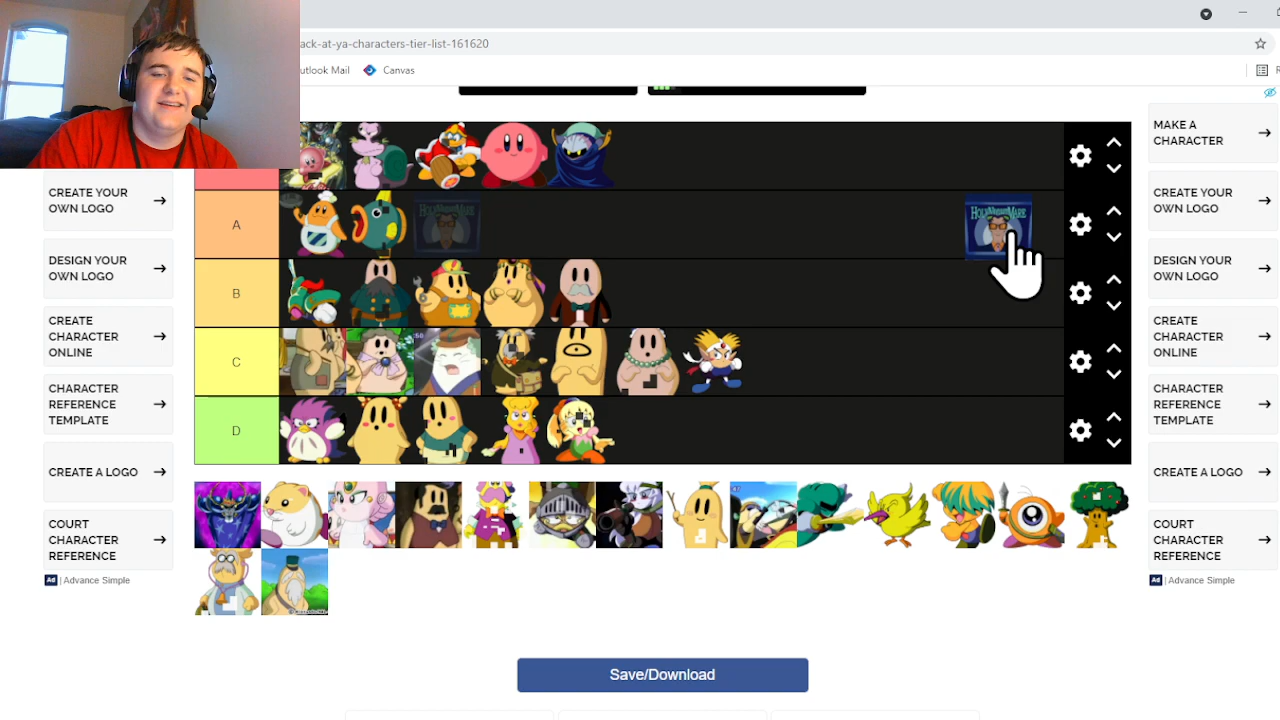 ack-at-ya-characters-tier-list-161620
utlook Mail
Canvas
R
MAKE A
CHARACTER
CREATE YOUR
OWN LOGO
DESIGN YOUR
OWN LOGO
CREATE
CHARACTER
ONLINE
CHARACTER
REFERENCE
TEMPLATE
CREATE A LOGO
COURT
CHARACTER
REFERENCE
Ad | Advance Simple
A
HOLYNIGHTMARE
HOLYNIGHTMARE
B
C
D
CREATE YOUR
OWN LOGO
DESIGN YOUR
OWN LOGO
CREATE
CHARACTER
ONLINE
CHARACTER
REFERENCE
TEMPLATE
CREATE A LOGO
COURT
CHARACTER
REFERENCE
Ad | Advance Simple
Save/Download